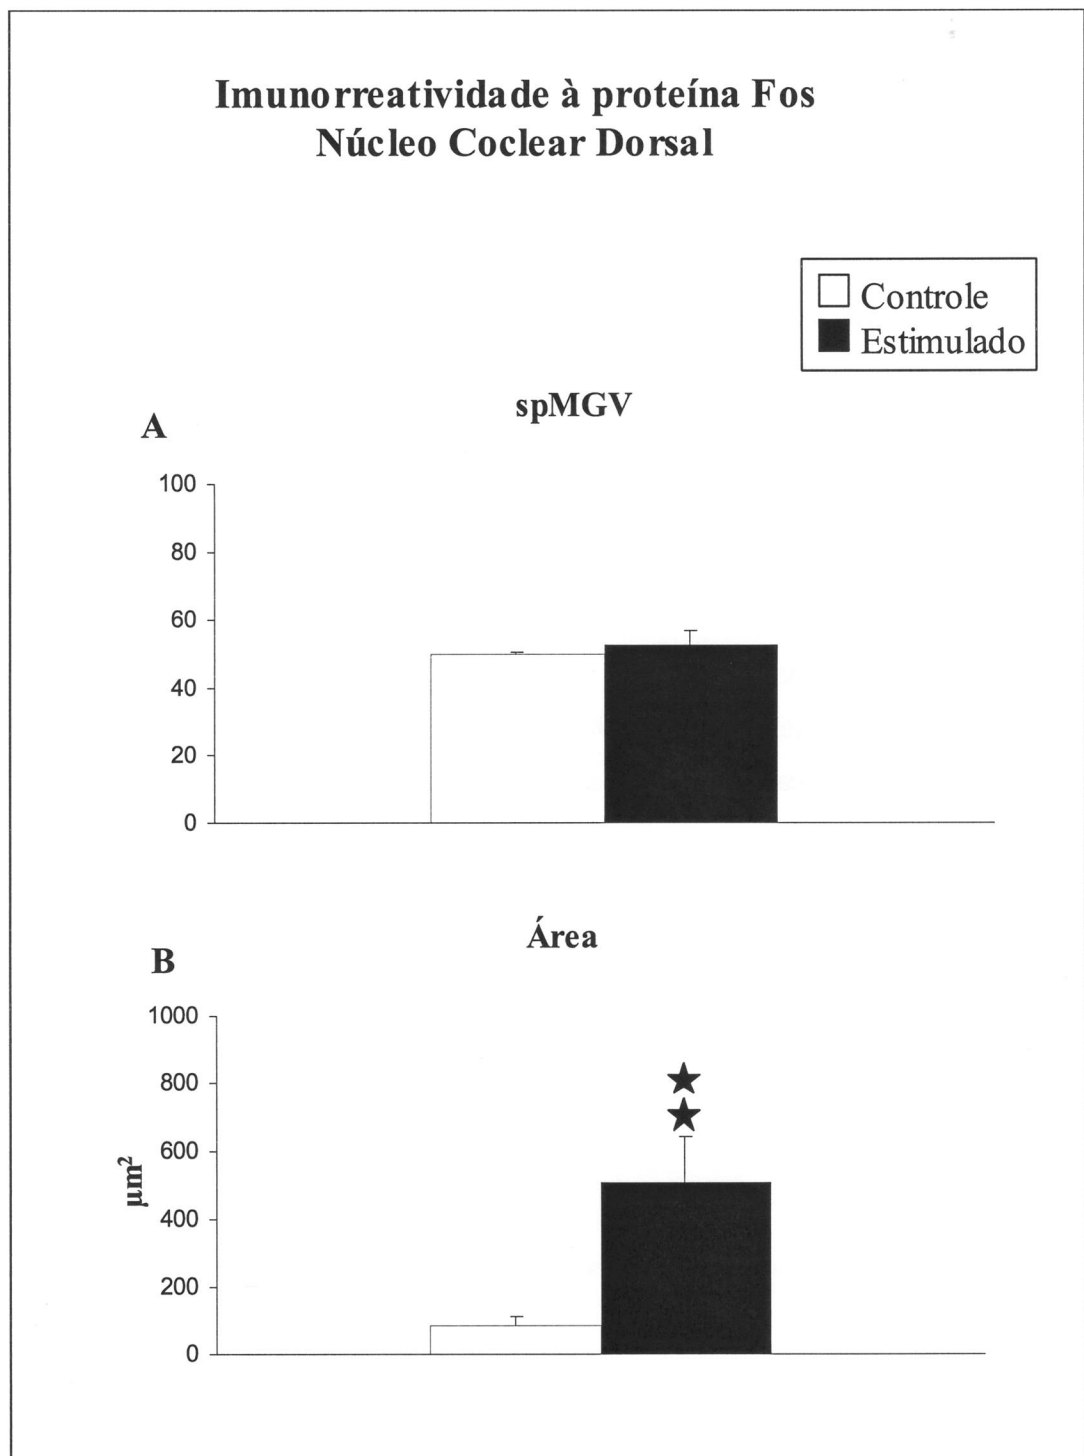 Imunorreatividade à proteína Fos
Núcleo Coclear Dorsal
Controle
Estimulado
spMGV
A
100
80
60
40
20
0
Área
B
1000
800
600
400
200
0
µm²